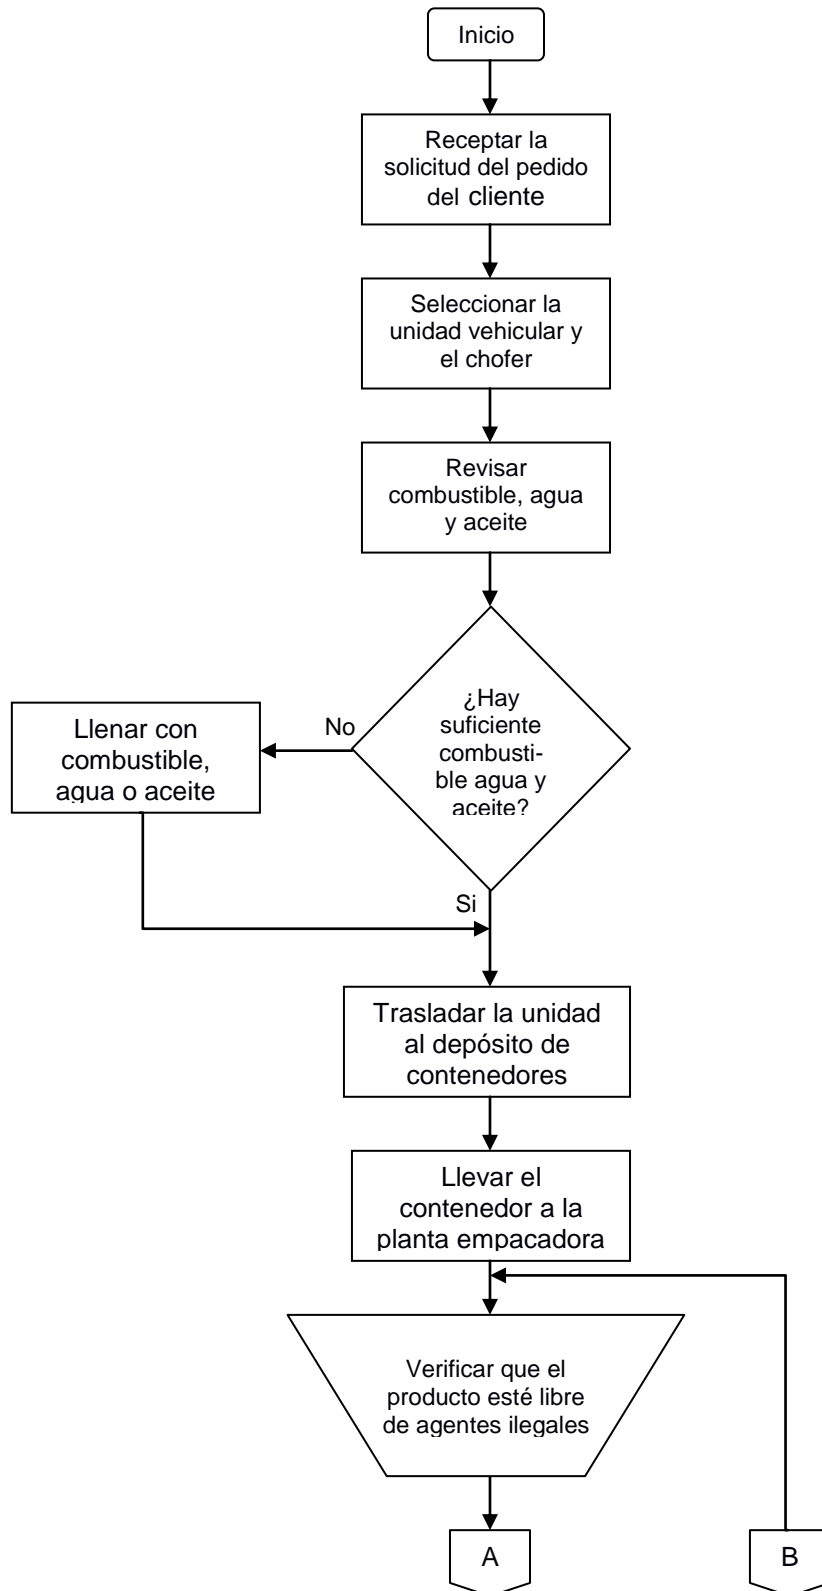 Inicio
Receptar la
solicitud del pedido
del cliente
Seleccionar la
unidad vehicular y
el chofer
Revisar
combustible, agua
y aceite
¿Hay
suficiente
combusti-
ble agua y
aceite?
No
Llenar con
combustible,
agua o aceite
Si
Trasladar la unidad
al depósito de
contenedores
Llevar el
contenedor a la
planta empacadora
Verificar que el
producto esté libre
de agentes ilegales
A
B